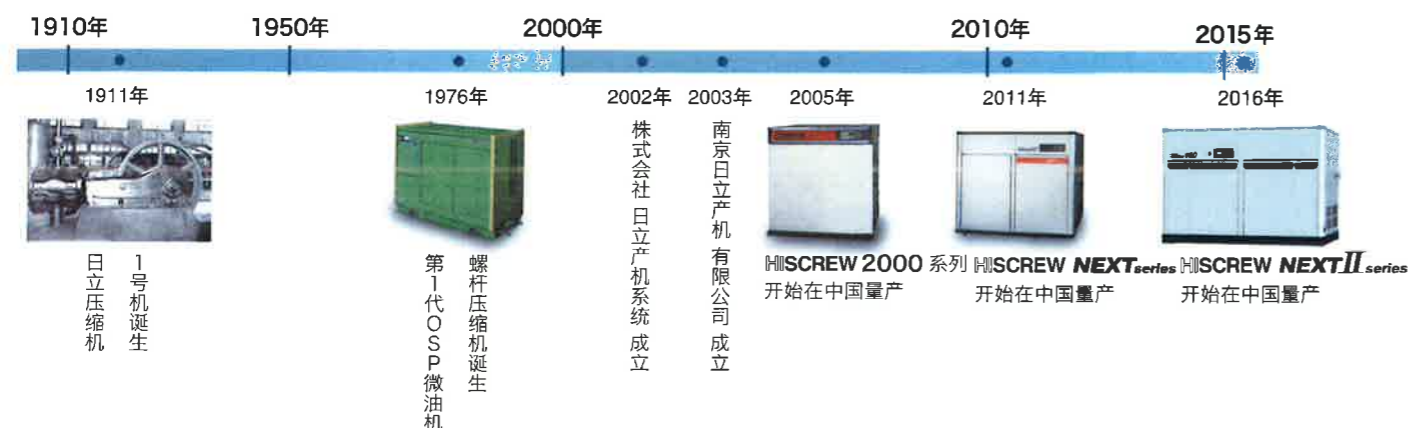 1910年
1950年
2000年
2010年
2015年
1911年
1976年
2002年
2003年
2005年
2011年
2016年
日立压缩机
1号机诞生
第1代OSP微油机
螺杆压缩机诞生
株式会社 日立产机系统 成立
南京日立产机 有限公司 成立
HISCREW 2000 系列
开始在中国量产
HISCREW NEXTseries
开始在中国量产
HISCREW NEXTII series
开始在中国量产